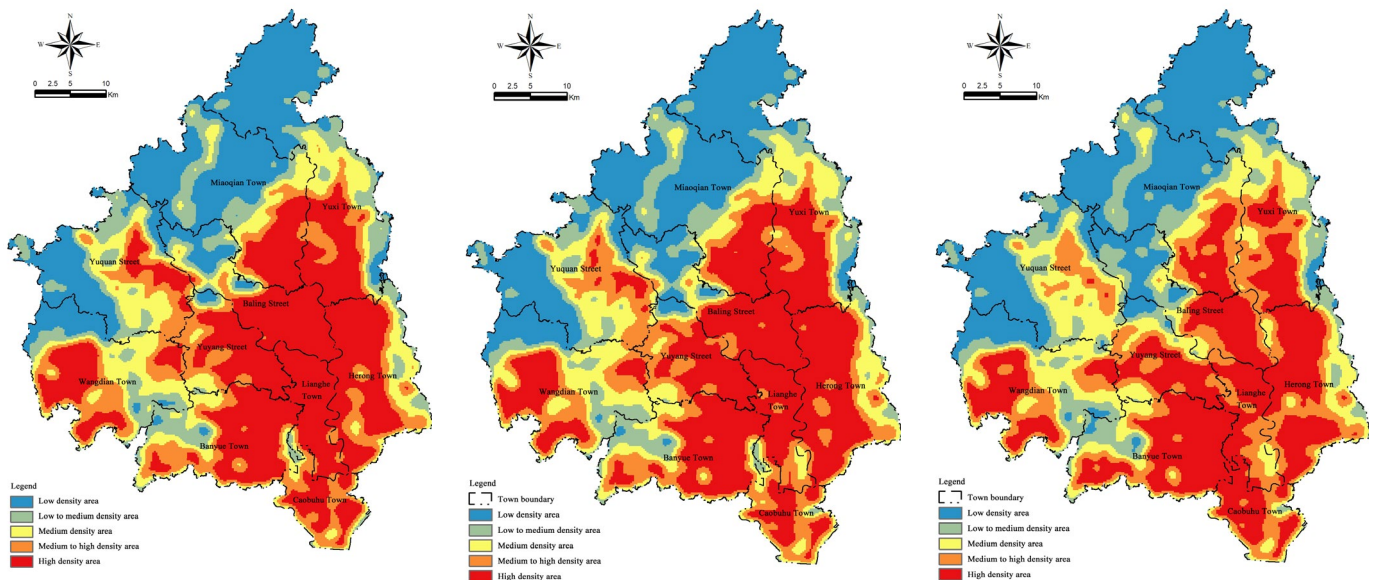 N
W E
S
0 2.5 5 10
Km
Miaoqian Town
Yuxi Town
Yuquan Street
Baling Street
Yuyang Street
Wangdian Town
Lianghe
Town
Herong Town
Banyue Town
Caobuhu Town
Legend
Low density area
Low to medium density area
Medium density area
Medium to high density area
High density area
N
W E
S
0 2.5 5 10
Km
Miaoqian Town
Yuxi Town
Yuquan Street
Baling Street
Yuyang Street
Wangdian Town
Lianghe
Town
Herong Town
Banyue Town
Caobuhu Town
Legend
Town boundary
Low density area
Low to medium density area
Medium density area
Medium to high density area
High density area
N
W E
S
0 2.5 5 10
Km
Miaoqian Town
Yuxi Town
Yuquan Street
Baling Street
Yuyang Street
Wangdian Town
Lianghe
Town
Herong Town
Banyue Town
Caobuhu Town
Legend
Town boundary
Low density area
Low to medium density area
Medium density area
Medium to high density area
High density area